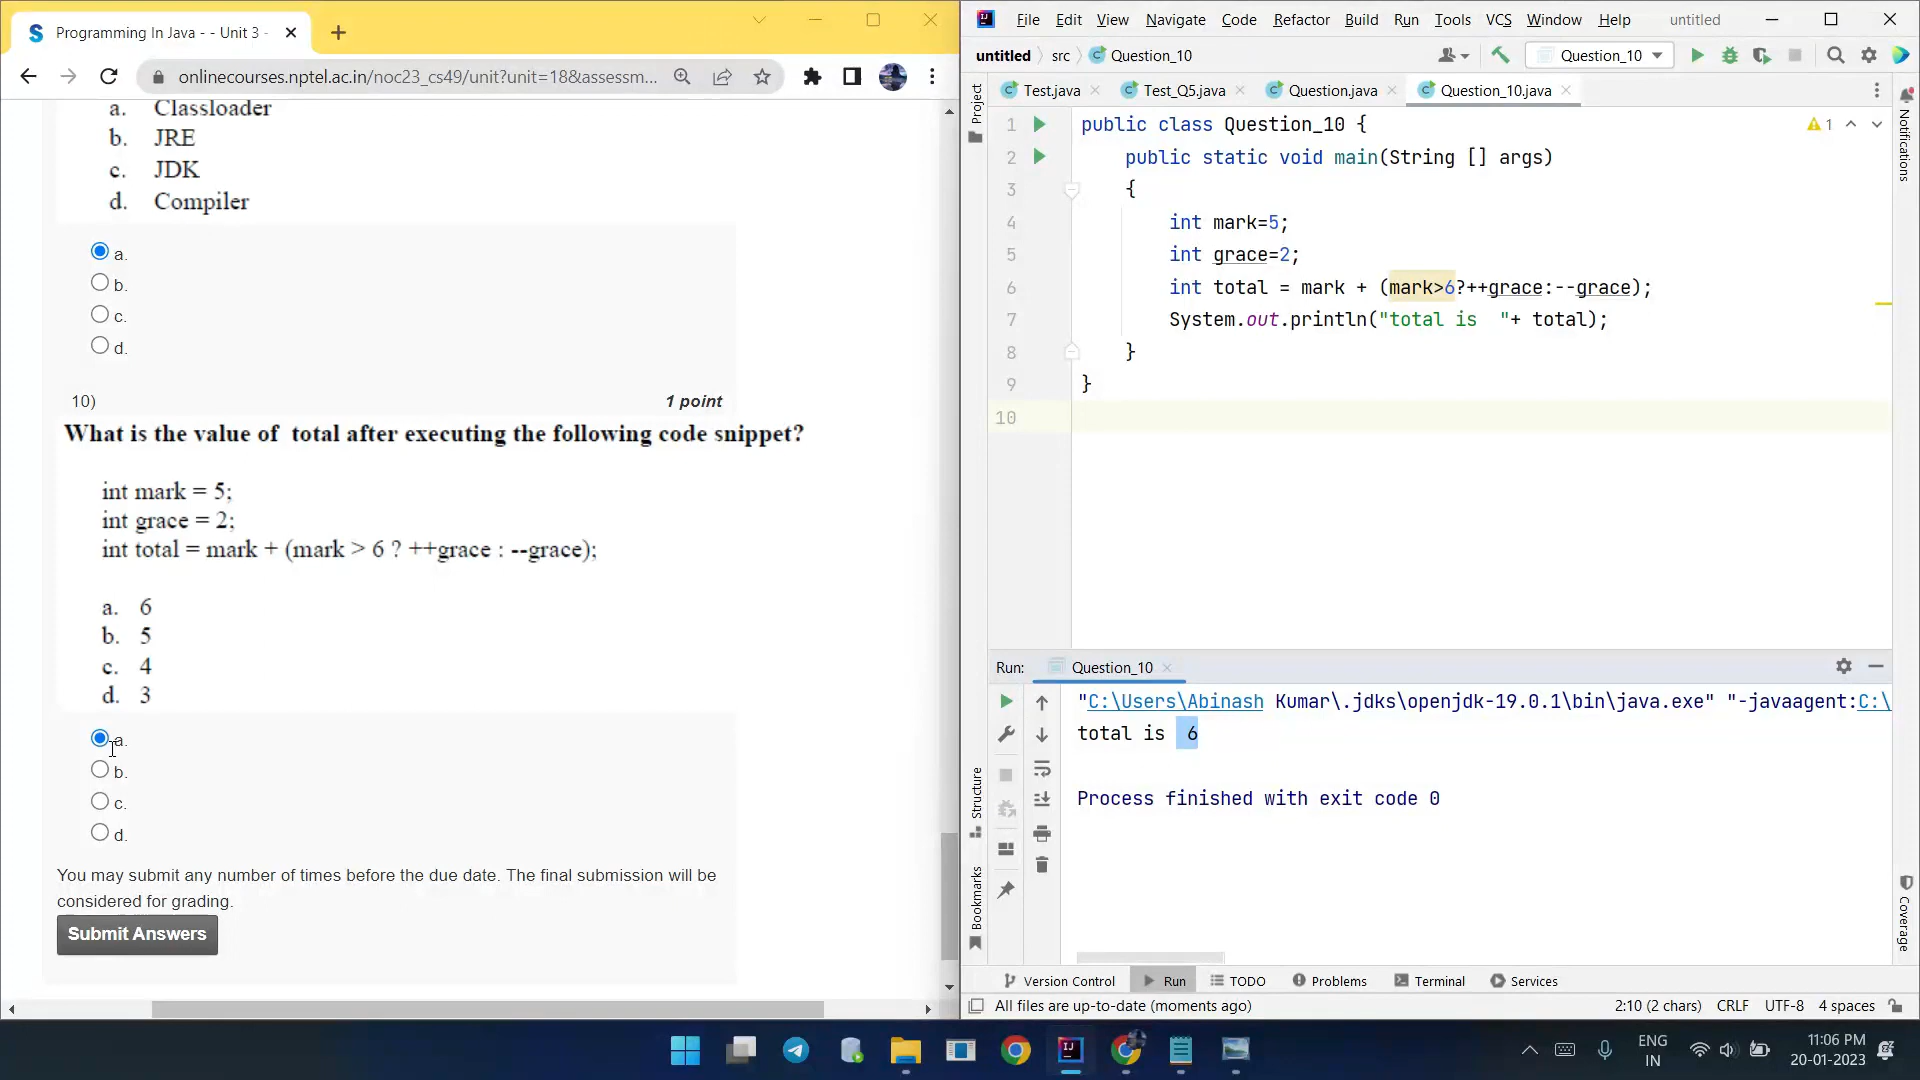 Programming In Java - - Unit 3 -
onlinecourses.nptel.ac.in/noc23_cs49/unit?unit=18&assessm...
a. Classloader
b. JRE
c. JDK
d. Compiler
a.
b.
c.
d.
10)
1 point
What is the value of total after executing the following code snippet?
int mark = 5;
int grace = 2;
int total = mark + (mark > 6 ? ++grace : --grace);
a. 6
b. 5
c. 4
d. 3
a.
b.
c.
d.
You may submit any number of times before the due date. The final submission will be
considered for grading.
Submit Answers
File Edit View Navigate Code Refactor Build Run Tools VCS Window Help untitled
untitled src Question_10 Question_10
Test.java Test_Q5.java Question.java Question_10.java
Project
Notifications
1 public class Question_10 { 1
2 public static void main(String [] args)
3 {
4 int mark=5;
5 int grace=2;
6 int total = mark + (mark>6?++grace:--grace);
7 System.out.println("total is  "+ total);
8 }
9 }
10
Run: Question_10
"C:\Users\Abinash Kumar\.jdks\openjdk-19.0.1\bin\java.exe" "-javaagent:C:\
total is  6
Process finished with exit code 0
Structure
Bookmarks
Coverage
Version Control Run TODO Problems Terminal Services
All files are up-to-date (moments ago) 2:10 (2 chars) CRLF UTF-8 4 spaces
ENG
IN
11:06 PM
20-01-2023